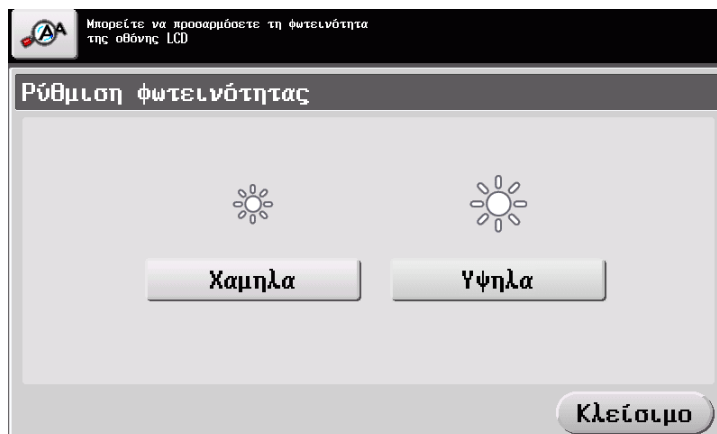 Μπορείτε να προσαρμόσετε τη φωτεινότητα
της οθόνης LCD
Ρύθμιση φωτεινότητας
Χαμηλα
Υψηλα
Κλείσιμο